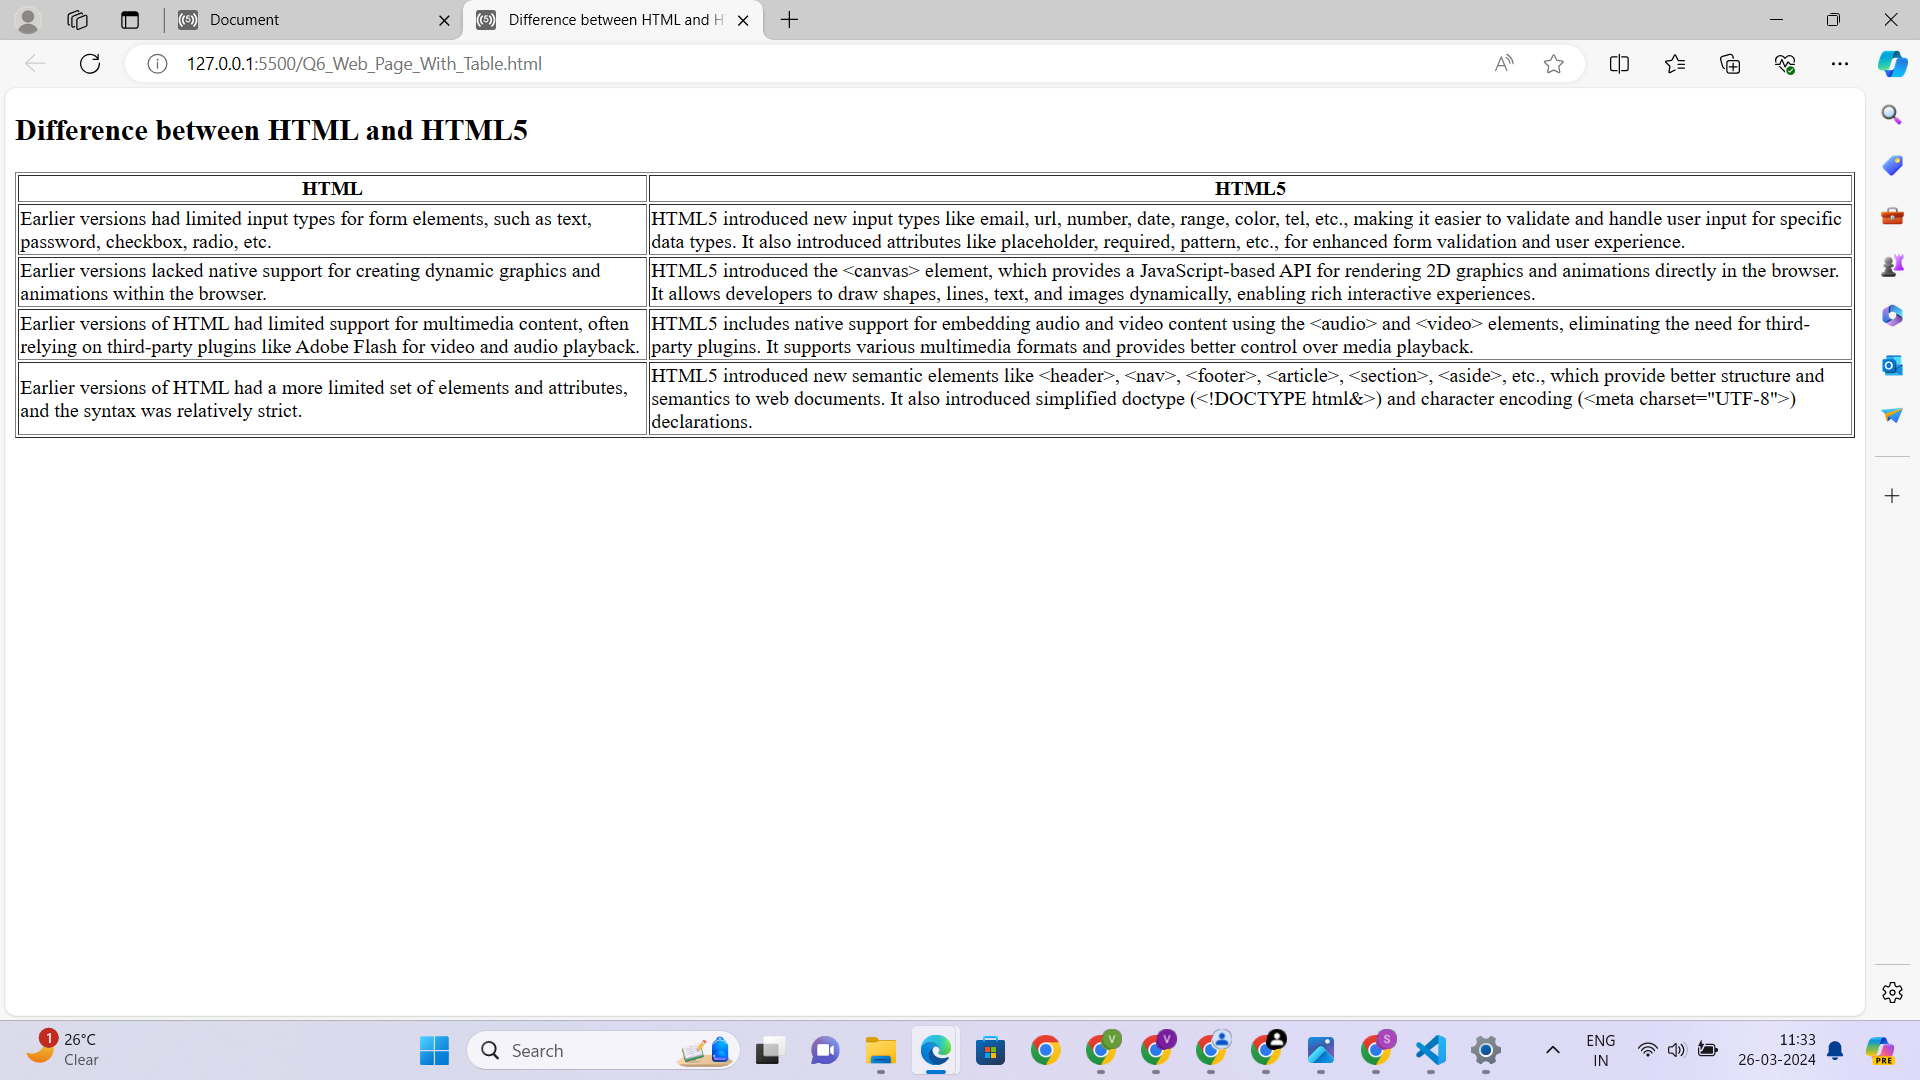 Document
Difference between HTML and H
127.0.0.1:5500/Q6_Web_Page_With_Table.html
Difference between HTML and HTML5
HTML
HTML5
Earlier versions had limited input types for form elements, such as text,
password, checkbox, radio, etc.
HTML5 introduced new input types like email, url, number, date, range, color, tel, etc., making it easier to validate and handle user input for specific
data types. It also introduced attributes like placeholder, required, pattern, etc., for enhanced form validation and user experience.
Earlier versions lacked native support for creating dynamic graphics and
animations within the browser.
HTML5 introduced the <canvas> element, which provides a JavaScript-based API for rendering 2D graphics and animations directly in the browser.
It allows developers to draw shapes, lines, text, and images dynamically, enabling rich interactive experiences.
Earlier versions of HTML had limited support for multimedia content, often
relying on third-party plugins like Adobe Flash for video and audio playback.
HTML5 includes native support for embedding audio and video content using the <audio> and <video> elements, eliminating the need for third-
party plugins. It supports various multimedia formats and provides better control over media playback.
Earlier versions of HTML had a more limited set of elements and attributes,
and the syntax was relatively strict.
HTML5 introduced new semantic elements like <header>, <nav>, <footer>, <article>, <section>, <aside>, etc., which provide better structure and
semantics to web documents. It also introduced simplified doctype (<!DOCTYPE html&>) and character encoding (<meta charset="UTF-8">)
declarations.
1
26°C
Clear
Search
V
V
S
ENG
IN
11:33
26-03-2024
PRE